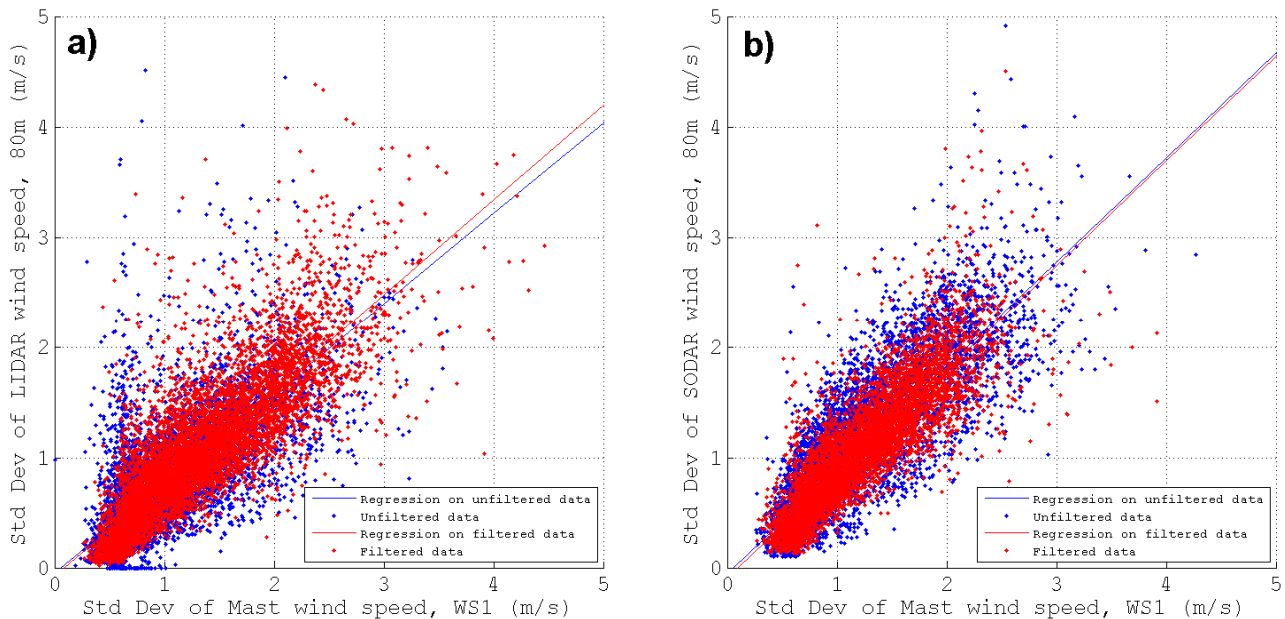 a)
Std Dev of LIDAR wind speed, 80m (m/s)
5
4
3
2
1
0
0 1 2 3 4 5
Std Dev of Mast wind speed, WS1 (m/s)
Regression on unfiltered data
Unfiltered data
Regression on filtered data
Filtered data
b)
Std Dev of SODAR wind speed, 80m (m/s)
5
4
3
2
1
0
0 1 2 3 4 5
Std Dev of Mast wind speed, WS1 (m/s)
Regression on unfiltered data
Unfiltered data
Regression on filtered data
Filtered data